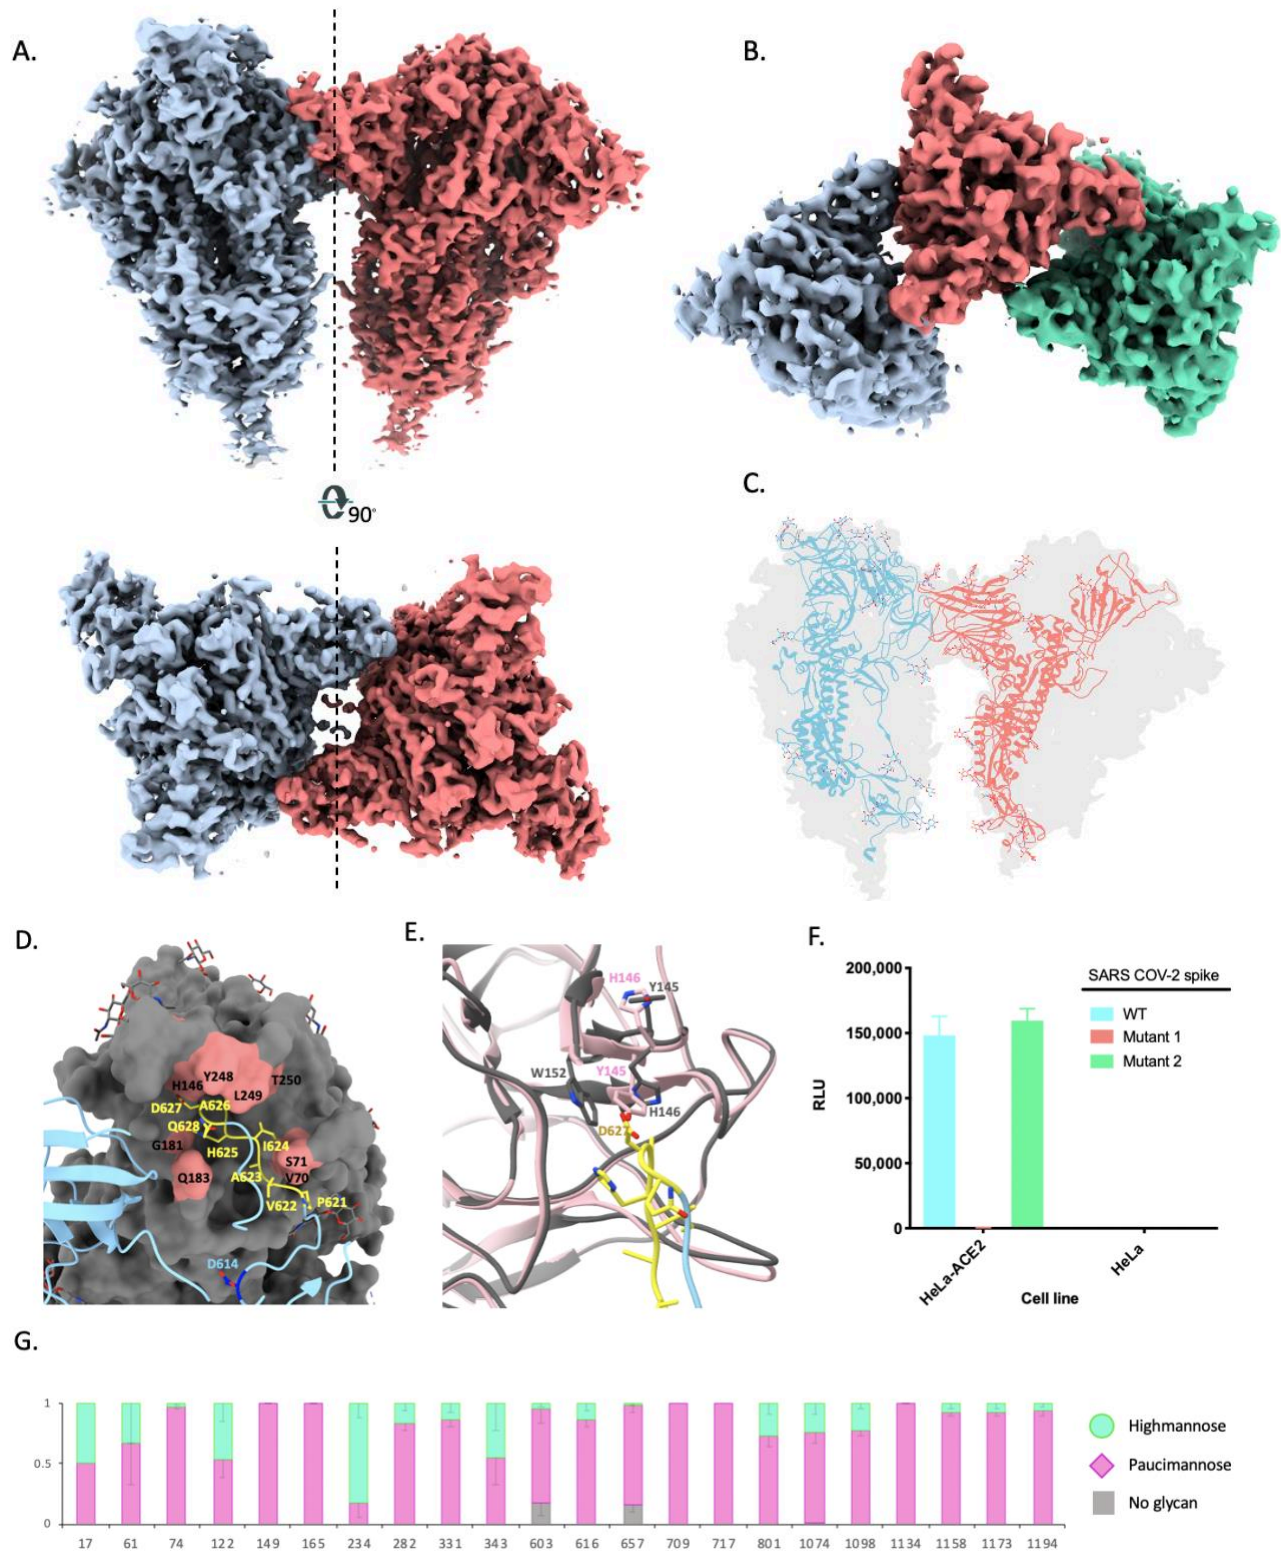 A.
B.
90°
C.
D.
H146
Y248
T250
L249
D627
A626
Q628
G181
H625
I624
S71
V70
Q183
A623
V622
P621
D614
E.
H146
Y145
W152
Y145
H146
D627
F.
200,000
150,000
100,000
50,000
0
RLU
HeLa-ACE2
HeLa
Cell line
SARS COV-2 spike
WT
Mutant 1
Mutant 2
G.
1
0.5
0
17 61 74 122 149 165 234 282 331 343 603 616 657 709 717 801 1074 1098 1134 1158 1173 1194
Highmannose
Paucimannose
No glycan